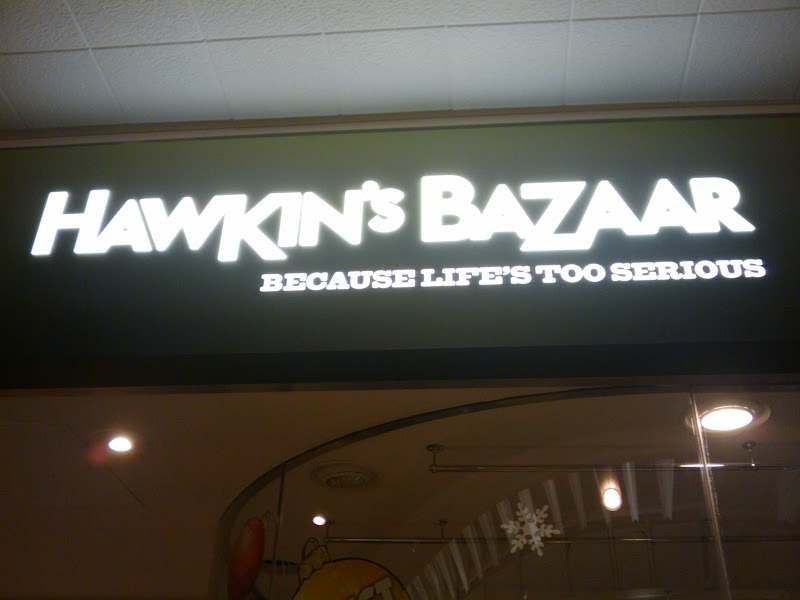 HAWKIN'S BAZAAR
BECAUSE LIFE'S TOO SERIOUS